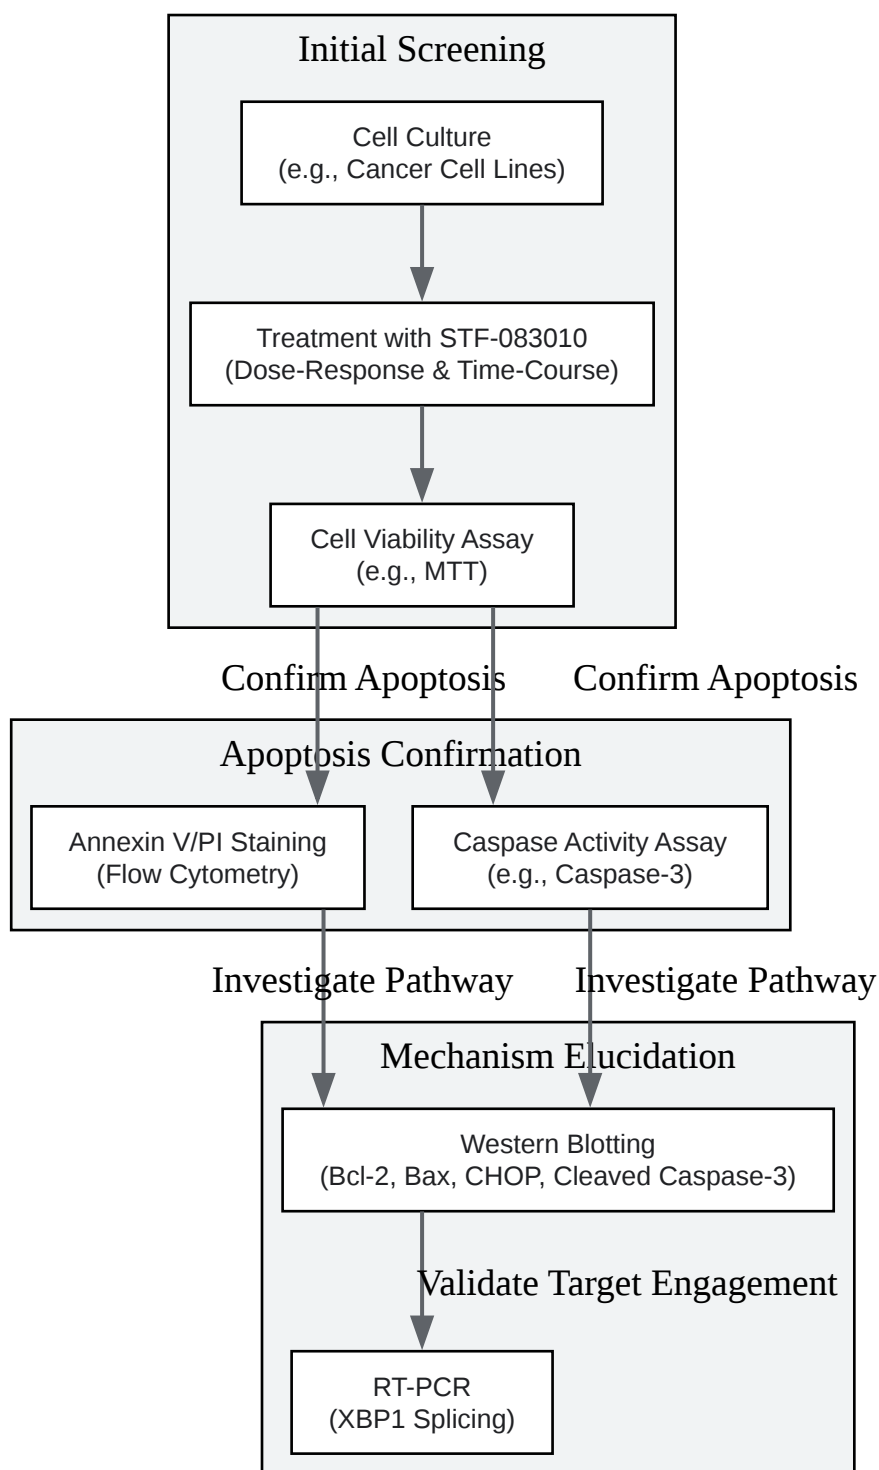 Initial Screening
Cell Culture
(e.g., Cancer Cell Lines)
Treatment with STF-083010
(Dose-Response & Time-Course)
Cell Viability Assay
(e.g., MTT)
Confirm Apoptosis
Confirm Apoptosis
Apoptosis Confirmation
Annexin V/PI Staining
(Flow Cytometry)
Caspase Activity Assay
(e.g., Caspase-3)
Investigate Pathway
Investigate Pathway
Mechanism Elucidation
Western Blotting
(Bcl-2, Bax, CHOP, Cleaved Caspase-3)
Validate Target Engagement
RT-PCR
(XBP1 Splicing)